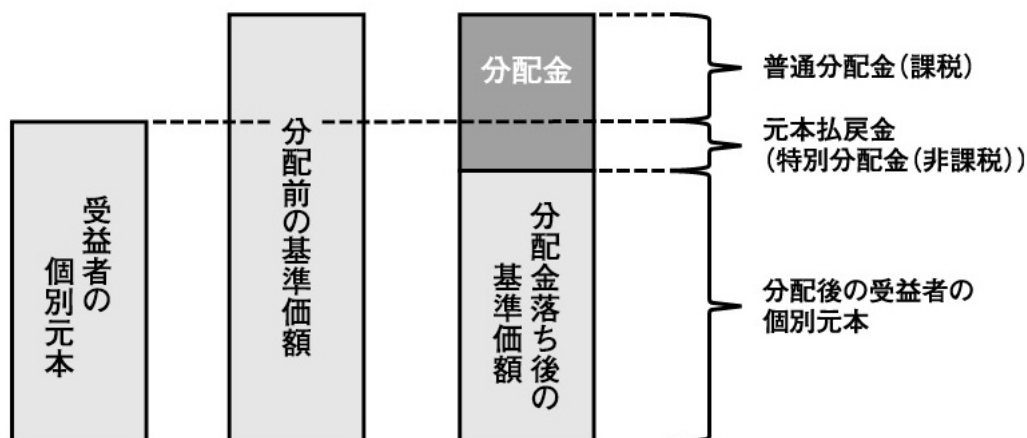 受益者の
個別元本
分配前の基準価額
分配金
分配金落ち後の
基準価額
普通分配金(課税)
元本払戻金
(特別分配金(非課税))
分配後の受益者の
個別元本